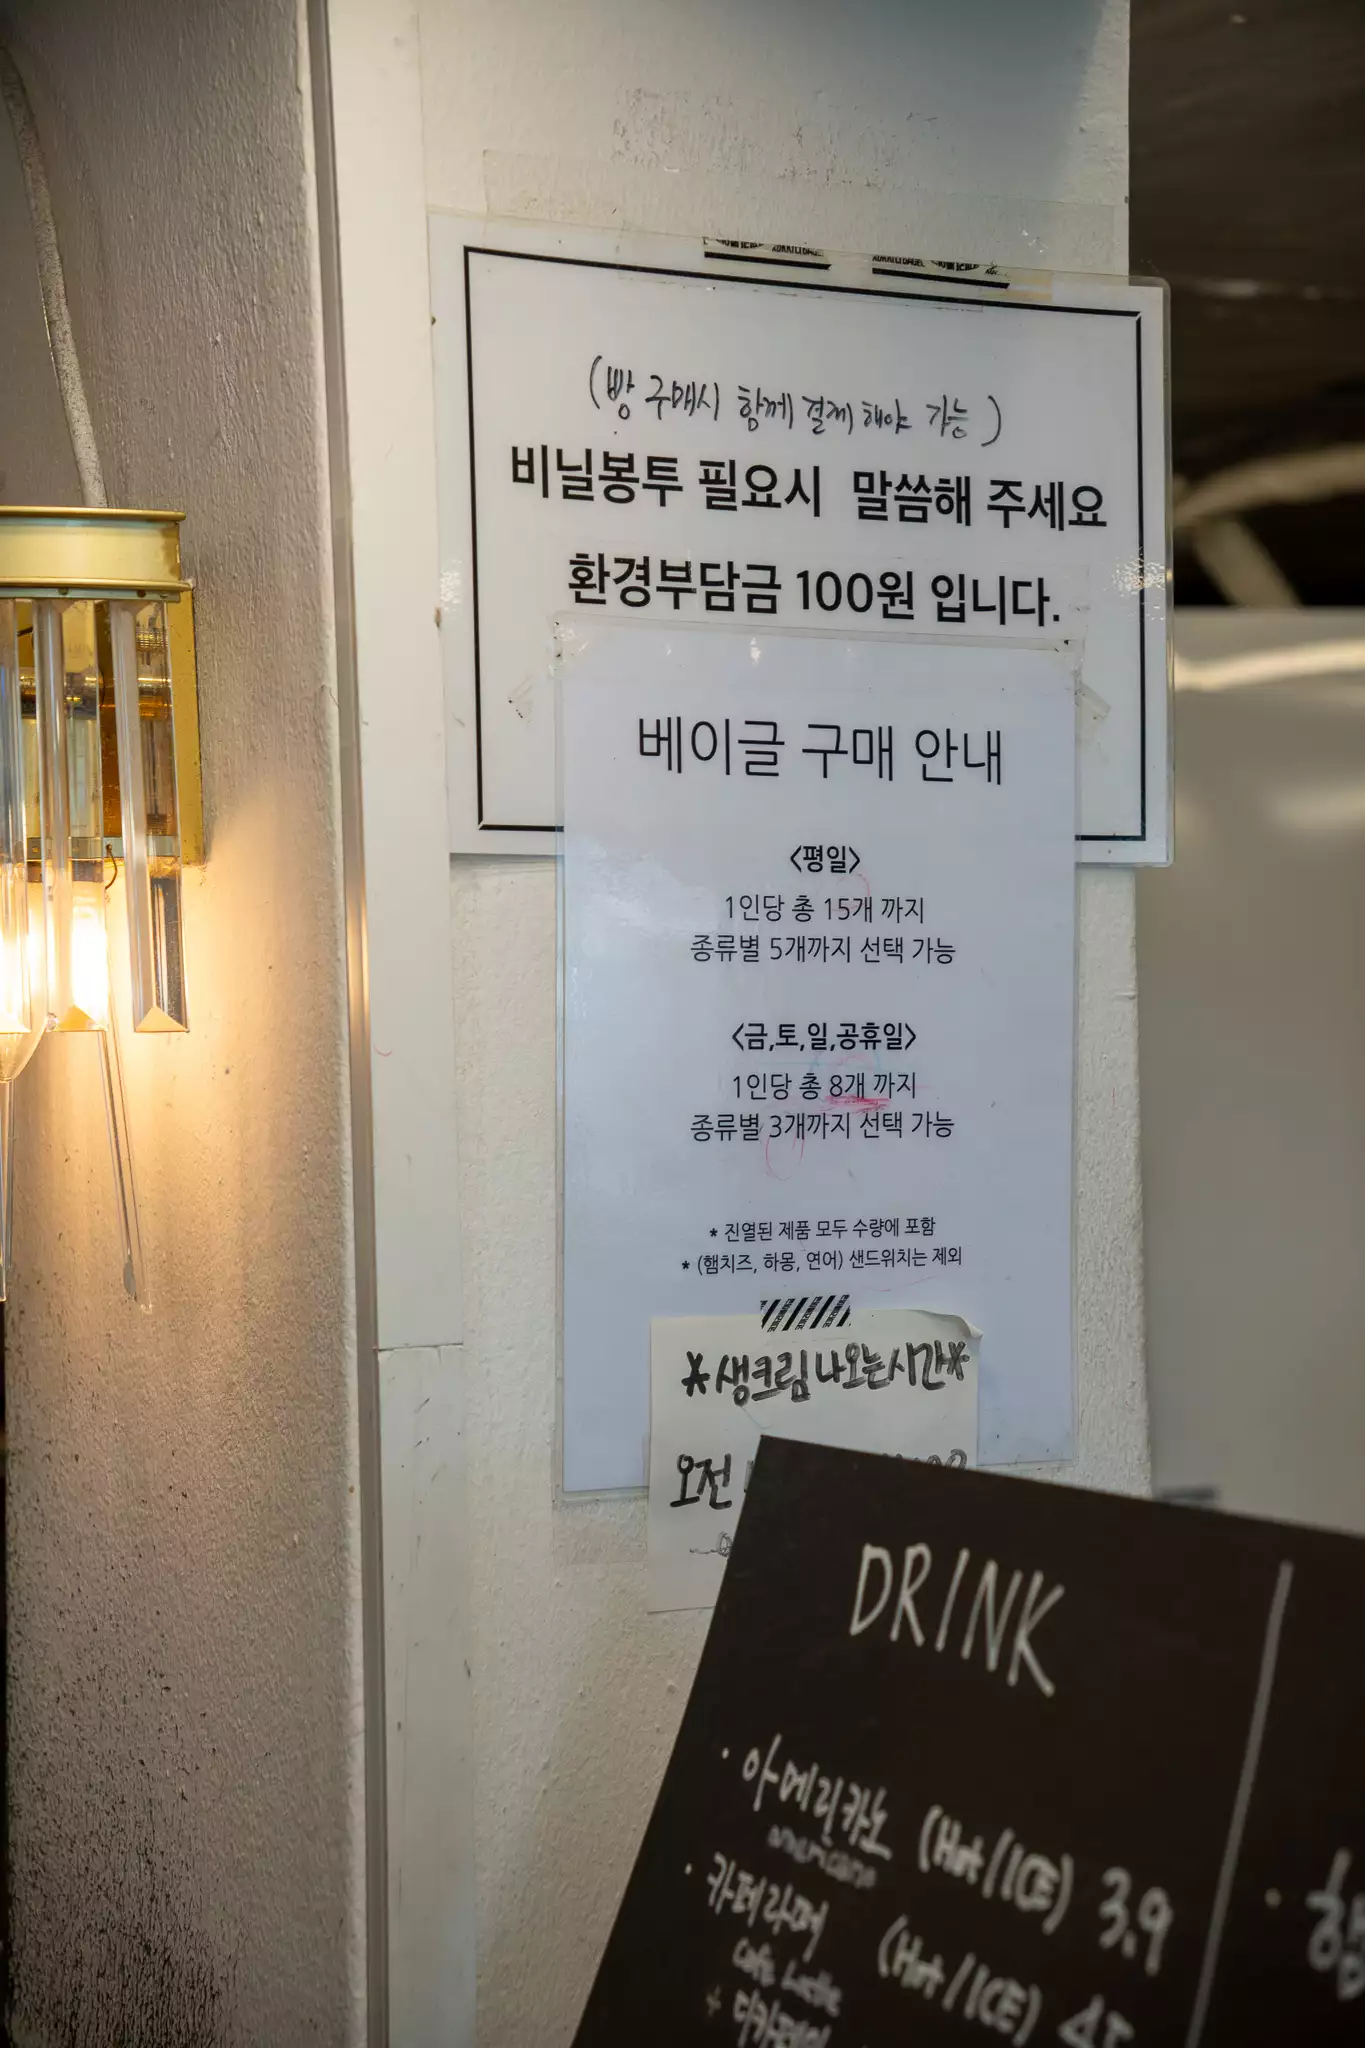 (빵 구매시 함께 결제 해야 가능)
비닐봉투 필요시 말씀해 주세요
환경부담금 100원 입니다.
베이글 구매 안내
<평일>
1인당 총 15개 까지
종류별 5개까지 선택 가능
<금,토,일,공휴일>
1인당 총 8개 까지
종류별 3개까지 선택 가능
* 진열된 제품 모두 수량에 포함
* (햄치즈, 하몽, 연어) 샌드위치는 제외
*생크림 나오는시간*
오전
DRINK
· 아메리카노 (Hot/ICE) 3.9
americano
· 카페라떼 (Hot/ICE)
Cafe Latte
+ 디카페인